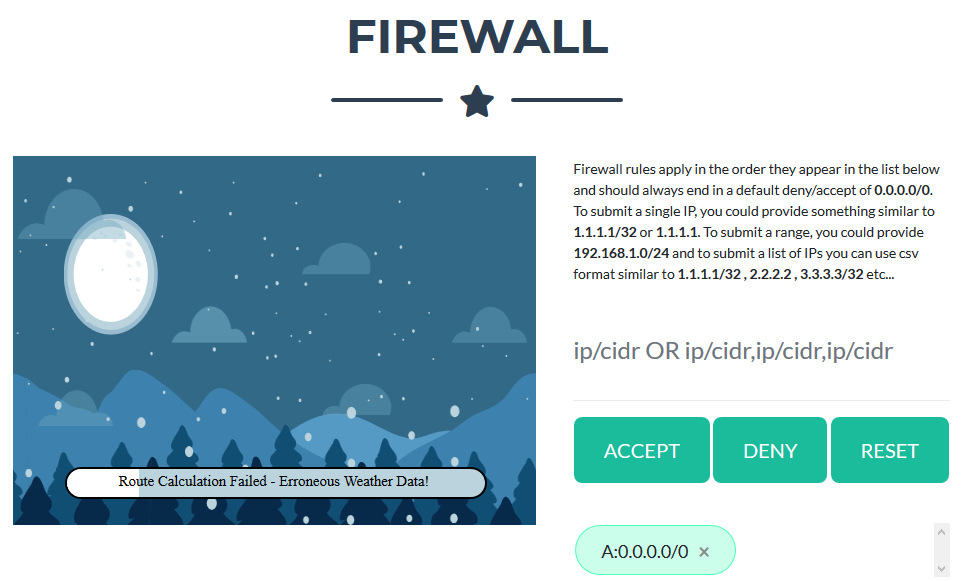 FIREWALL
Firewall rules apply in the order they appear in the list below
and should always end in a default deny/accept of 0.0.0.0/0.
To submit a single IP, you could provide something similar to
1.1.1.1/32 or 1.1.1.1. To submit a range, you could provide
192.168.1.0/24 and to submit a list of IPs you can use csv
format similar to 1.1.1.1/32 , 2.2.2.2 , 3.3.3.3/32 etc...
ip/cidr OR ip/cidr,ip/cidr,ip/cidr
ACCEPT DENY RESET
Route Calculation Failed - Erroneous Weather Data!
A:0.0.0.0/0 ×